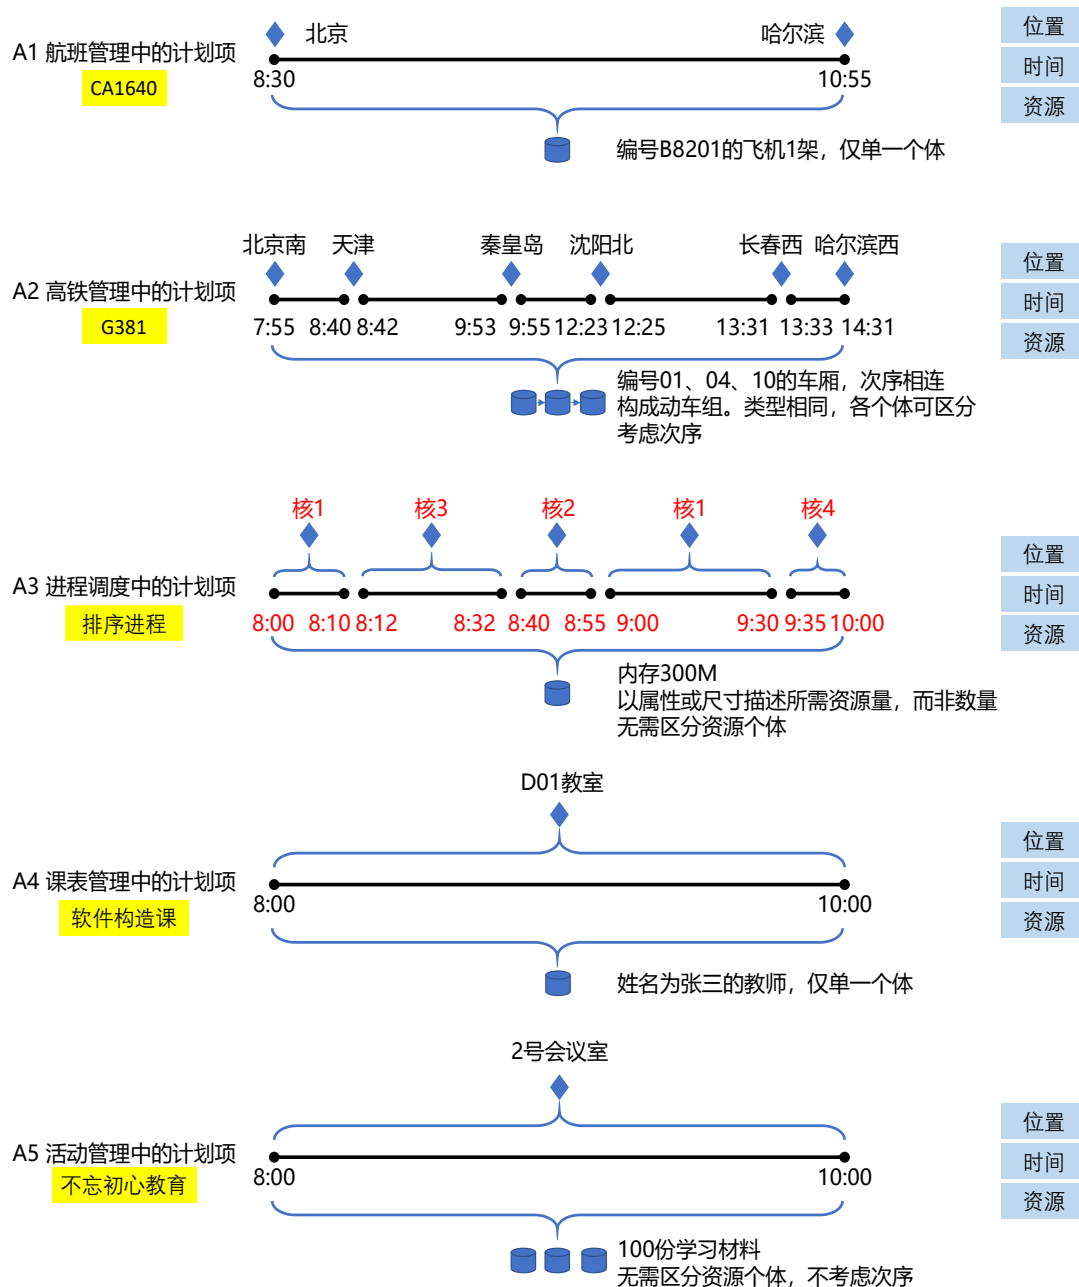 北京
哈尔滨
位置
A1 航班管理中的计划项
时间
CA1640
8:30
10:55
资源
编号B8201的飞机1架，仅单一个体
北京南
天津
秦皇岛
沈阳北
长春西
哈尔滨西
位置
A2 高铁管理中的计划项
时间
G381
7:55
8:40
8:42
9:53
9:55
12:23
12:25
13:31
13:33
14:31
资源
编号01、04、10的车厢，次序相连
构成动车组。类型相同，各个体可区分
考虑次序
核1
核3
核2
核1
核4
位置
A3 进程调度中的计划项
时间
排序进程
8:00
8:10
8:12
8:32
8:40
8:55
9:00
9:30
9:35
10:00
资源
内存300M
以属性或尺寸描述所需资源量，而非数量
无需区分资源个体
D01教室
位置
A4 课表管理中的计划项
时间
软件构造课
8:00
10:00
资源
姓名为张三的教师，仅单一个体
2号会议室
位置
A5 活动管理中的计划项
时间
不忘初心教育
8:00
10:00
资源
100份学习材料
无需区分资源个体，不考虑次序